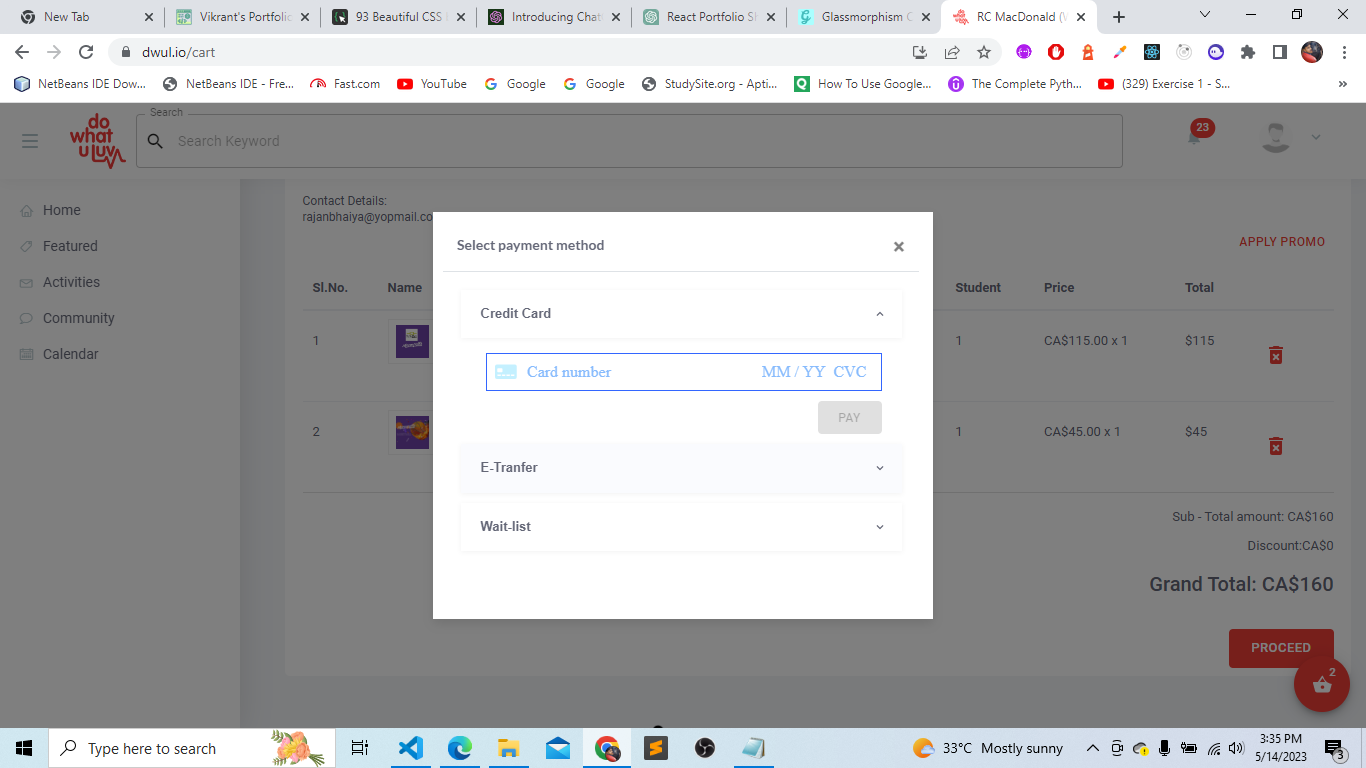 New Tab
Vikrant's Portfolio
93 Beautiful CSS
Introducing Chat
React Portfolio S
Glassmorphism C
RC MacDonald (
dwul.io/cart
NetBeans IDE Dow...
NetBeans IDE - Fre...
Fast.com
YouTube
Google
Google
StudySite.org - Apti...
How To Use Google...
The Complete Pyth...
(329) Exercise 1 - S...
do what u luv
Search
Search Keyword
23
Home
Featured
Activities
Community
Calendar
Contact Details:
rajanbhaiya@yopmail.co
APPLY PROMO
Sl.No. Name Student Price Total
1 1 CA$115.00 x 1 $115
2 1 CA$45.00 x 1 $45
Sub - Total amount: CA$160
Discount:CA$0
Grand Total: CA$160
PROCEED
2
Select payment method
Credit Card
Card number MM / YY CVC
PAY
E-Tranfer
Wait-list
Type here to search
33°C Mostly sunny
3:35 PM
5/14/2023
3